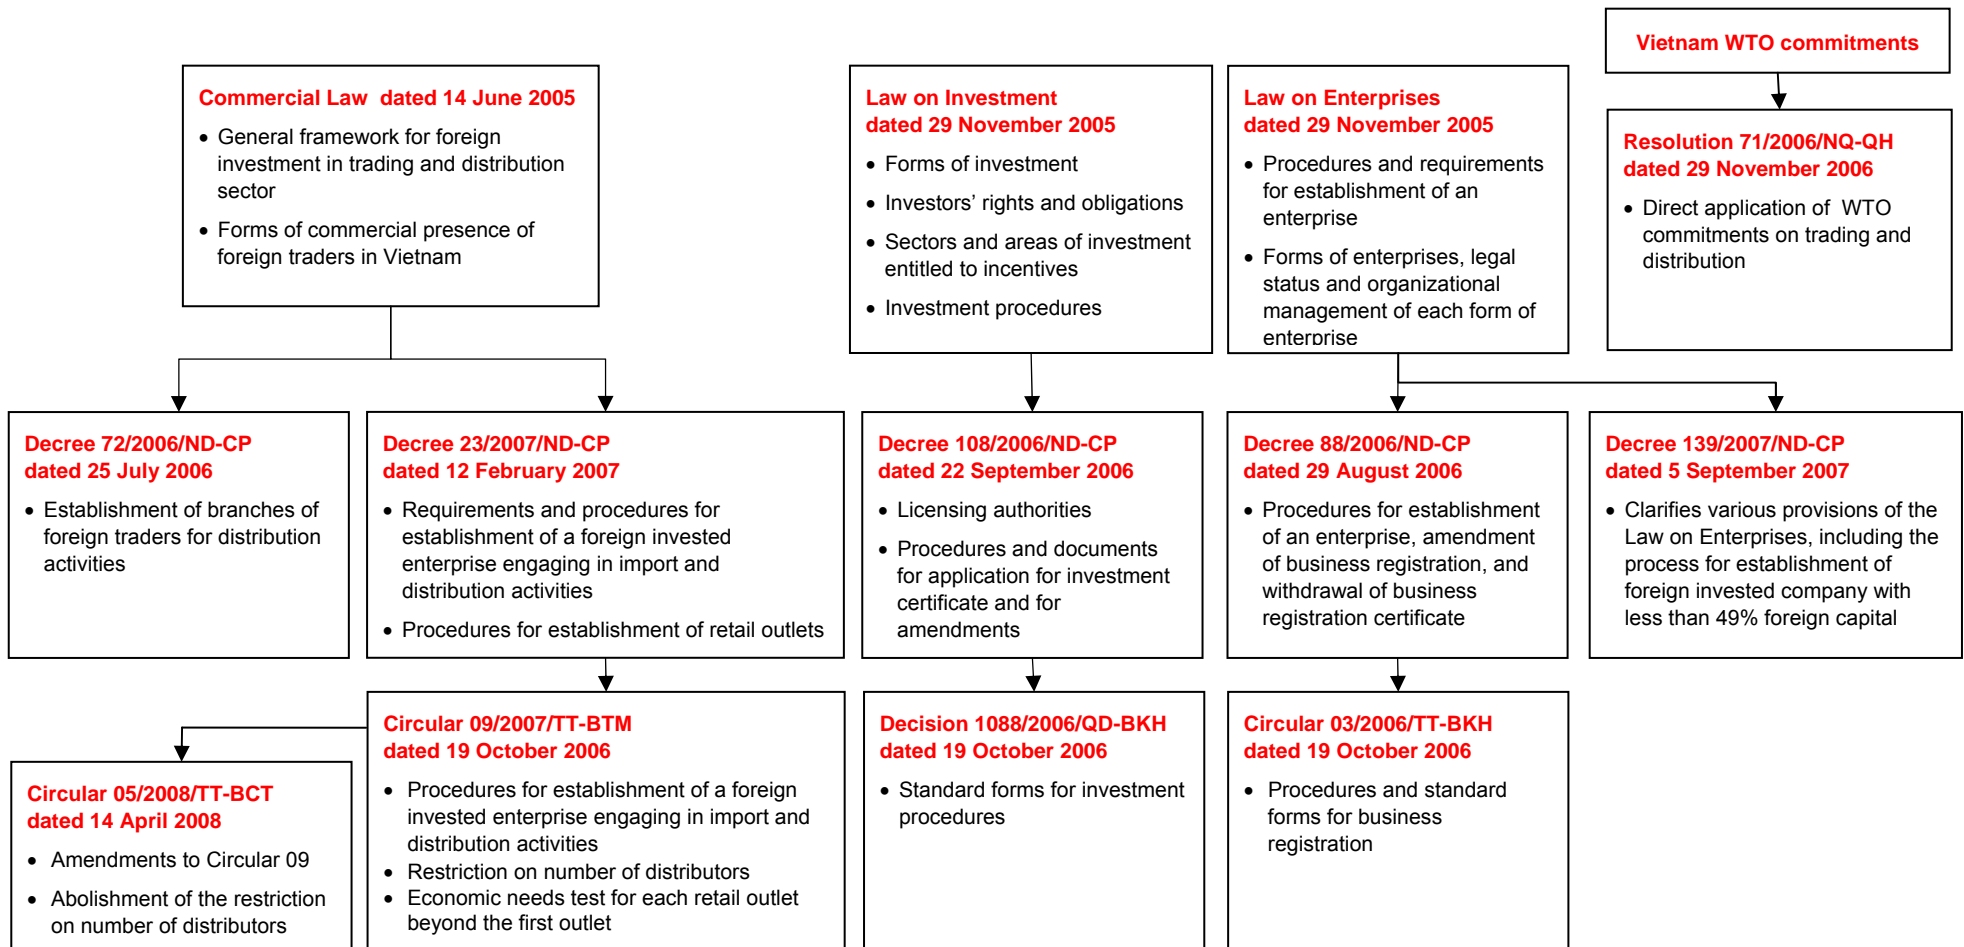 Vietnam WTO commitments
Commercial Law  dated 14 June 2005
• General framework for foreign
investment in trading and distribution
sector
• Forms of commercial presence of
foreign traders in Vietnam
Law on Investment
dated 29 November 2005
• Forms of investment
• Investors’ rights and obligations
• Sectors and areas of investment
entitled to incentives
• Investment procedures
Law on Enterprises
dated 29 November 2005
• Procedures and requirements
for establishment of an
enterprise
• Forms of enterprises, legal
status and organizational
management of each form of
enterprise
Resolution 71/2006/NQ-QH
dated 29 November 2006
• Direct application of  WTO
commitments on trading and
distribution
Decree 72/2006/ND-CP
dated 25 July 2006
• Establishment of branches of
foreign traders for distribution
activities
Decree 23/2007/ND-CP
dated 12 February 2007
• Requirements and procedures for
establishment of a foreign invested
enterprise engaging in import and
distribution activities
• Procedures for establishment of retail outlets
Decree 108/2006/ND-CP
dated 22 September 2006
• Licensing authorities
• Procedures and documents
for application for investment
certificate and for
amendments
Decree 88/2006/ND-CP
dated 29 August 2006
• Procedures for establishment
of an enterprise, amendment
of business registration, and
withdrawal of business
registration certificate
Decree 139/2007/ND-CP
dated 5 September 2007
• Clarifies various provisions of the
Law on Enterprises, including the
process for establishment of
foreign invested company with
less than 49% foreign capital
Circular 05/2008/TT-BCT
dated 14 April 2008
• Amendments to Circular 09
• Abolishment of the restriction
on number of distributors
Circular 09/2007/TT-BTM
dated 19 October 2006
• Procedures for establishment of a foreign
invested enterprise engaging in import and
distribution activities
• Restriction on number of distributors
• Economic needs test for each retail outlet
beyond the first outlet
Decision 1088/2006/QD-BKH
dated 19 October 2006
• Standard forms for investment
procedures
Circular 03/2006/TT-BKH
dated 19 October 2006
• Procedures and standard
forms for business
registration